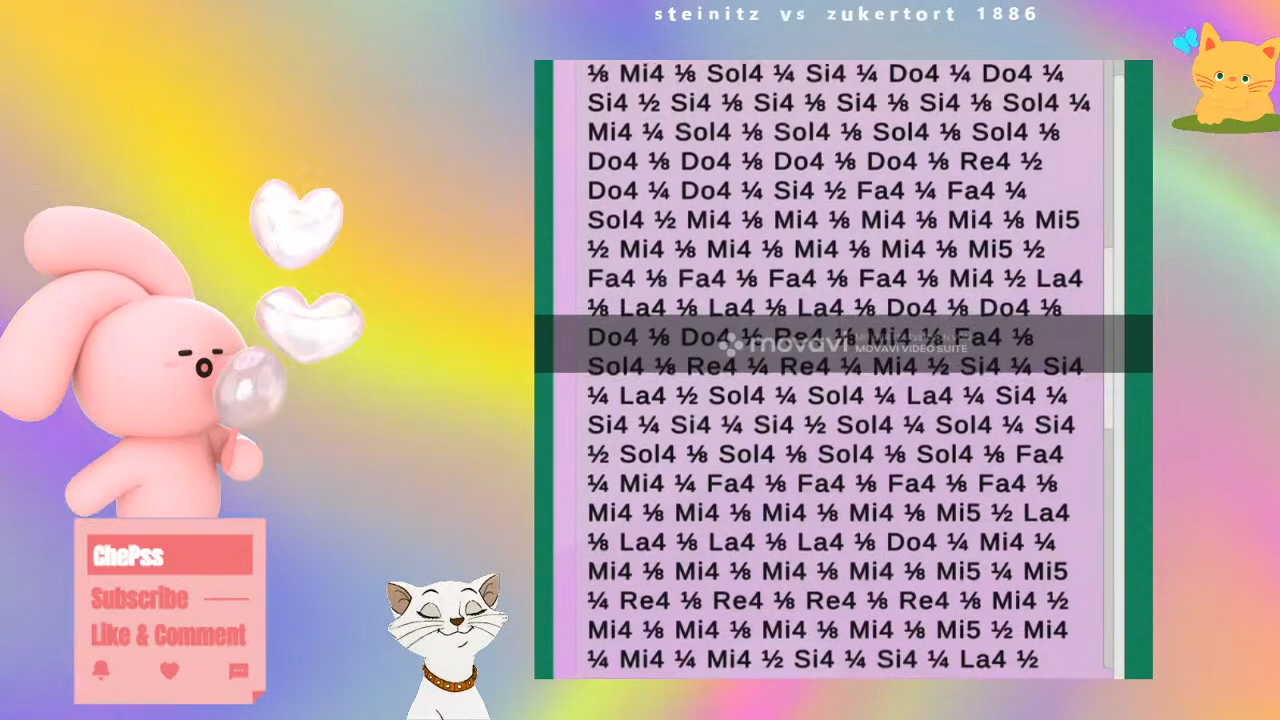 steinitz vs zukertort 1886
⅛ Mi4 ⅛ Sol4 ¼ Si4 ¼ Do4 ¼ Do4 ¼
Si4 ½ Si4 ⅛ Si4 ⅛ Si4 ⅛ Si4 ⅛ Sol4 ¼
Mi4 ¼ Sol4 ⅛ Sol4 ⅛ Sol4 ⅛ Sol4 ⅛
Do4 ⅛ Do4 ⅛ Do4 ⅛ Do4 ⅛ Re4 ½
Do4 ¼ Do4 ¼ Si4 ½ Fa4 ¼ Fa4 ¼
Sol4 ½ Mi4 ⅛ Mi4 ⅛ Mi4 ⅛ Mi4 ⅛ Mi5
½ Mi4 ⅛ Mi4 ⅛ Mi4 ⅛ Mi4 ⅛ Mi5 ½
Fa4 ⅛ Fa4 ⅛ Fa4 ⅛ Fa4 ⅛ Mi4 ½ La4
⅛ La4 ⅛ La4 ⅛ La4 ⅛ Do4 ⅛ Do4 ⅛
Do4 ⅛ Do4 ⅛ Re4 ⅛ Mi4 ⅛ Fa4 ⅛
movavi
MOVAVI VIDEO SUITE
Sol4 ⅛ Re4 ¼ Re4 ¼ Mi4 ½ Si4 ¼ Si4
¼ La4 ½ Sol4 ¼ Sol4 ¼ La4 ¼ Si4 ¼
Si4 ¼ Si4 ¼ Si4 ½ Sol4 ¼ Sol4 ¼ Si4
½ Sol4 ⅛ Sol4 ⅛ Sol4 ⅛ Sol4 ⅛ Fa4
¼ Mi4 ¼ Fa4 ⅛ Fa4 ⅛ Fa4 ⅛ Fa4 ⅛
Mi4 ⅛ Mi4 ⅛ Mi4 ⅛ Mi4 ⅛ Mi5 ½ La4
⅛ La4 ⅛ La4 ⅛ La4 ⅛ Do4 ¼ Mi4 ¼
Mi4 ⅛ Mi4 ⅛ Mi4 ⅛ Mi4 ⅛ Mi5 ¼ Mi5
¼ Re4 ⅛ Re4 ⅛ Re4 ⅛ Re4 ⅛ Mi4 ½
Mi4 ⅛ Mi4 ⅛ Mi4 ⅛ Mi4 ⅛ Mi5 ½ Mi4
¼ Mi4 ¼ Mi4 ½ Si4 ¼ Si4 ¼ La4 ½
ChePss
Subscribe
Like & Comment